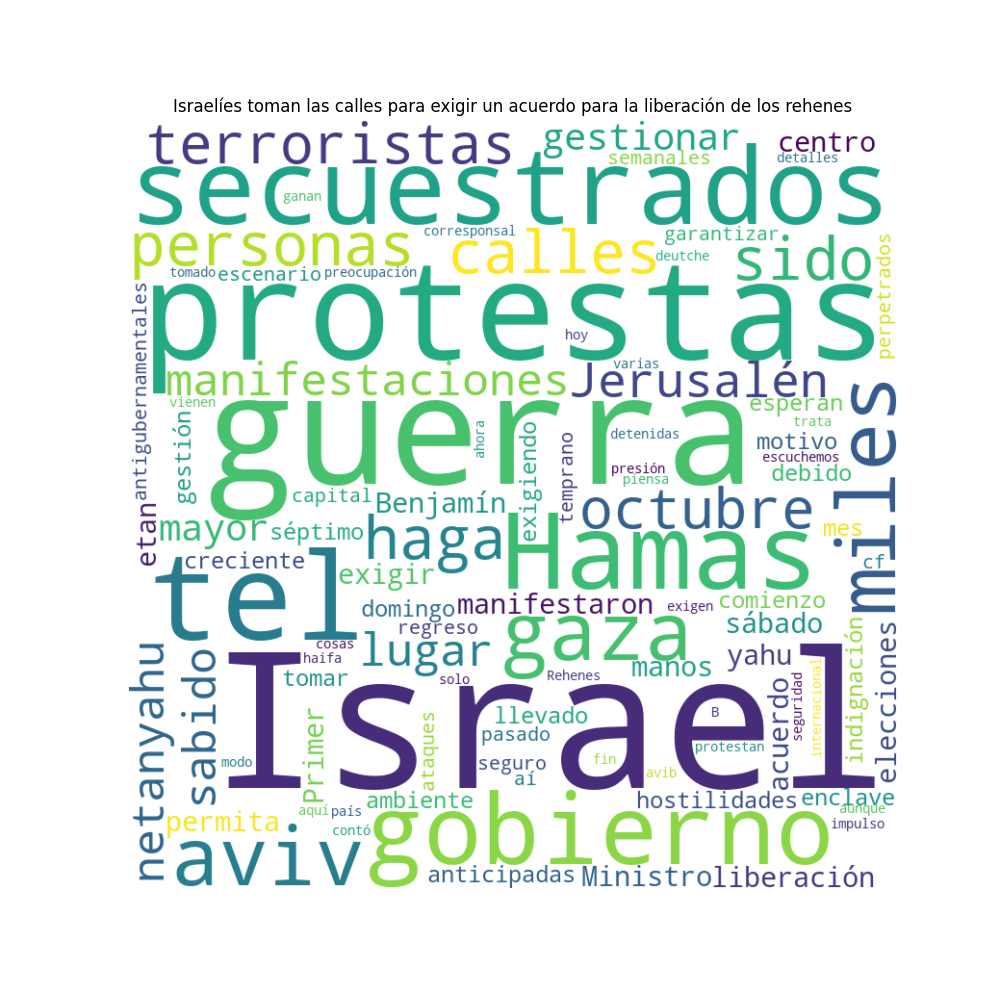 Israelíes toman las calles para exigir un acuerdo para la liberación de los rehenes
terroristas
gestionar
centro
semanales
detalles
secuestrados
ganan
personas
corresponsal
calles
garantizar
sido
deutche
perpetrados
tomado
escenario
preocupación
protestas
antigubernamentales
hoy
varias
manifestaciones
Jerusalén
miles
vienen
guerra
esperan
trata
gestión
ahora
exigiendo
temprano
detenidas
motivo
escuchemos
presión
piensa
debido
capital
Benjamín
octubre
etan
mayor
séptimo
haga
Hamas
mes
creciente
cf
tel
exigir
domingo
manifestaron
exigen
comienzo
regreso
gaza
sábado
cosas
haifa
lugar
yahu
indignación
elecciones
netanyahu
sabido
tomar
solo
Rehenes
manos
Israel
acuerdo
seguridad
internacional
Primer
ataques
llevado
B
pasado
protestan
modo
seguro
aí
fin
avib
permita
aquí
país
ambiente
hostilidades
enclave
aunque
contó
impulso
aviv
gobierno
anticipadas
Ministro
liberación